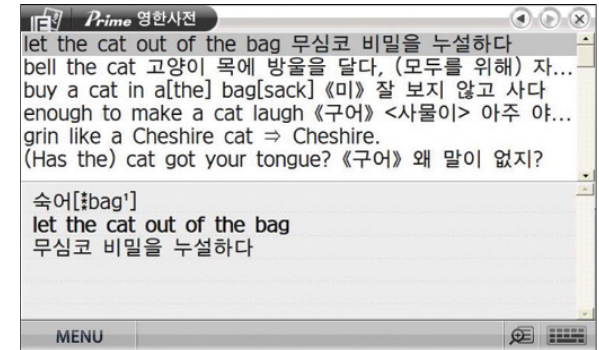 Prime 영한사전
let the cat out of the bag 무심코 비밀을 누설하다
bell the cat 고양이 목에 방울을 달다, (모두를 위해) 자...
buy a cat in a[the] bag[sack] 《미》 잘 보지 않고 사다
enough to make a cat laugh 《구어》 <사물이> 아주 야...
grin like a Cheshire cat ⇒ Cheshire.
(Has the) cat got your tongue? 《구어》 왜 말이 없지?
숙어[⁑bag¹]
let the cat out of the bag
무심코 비밀을 누설하다
MENU